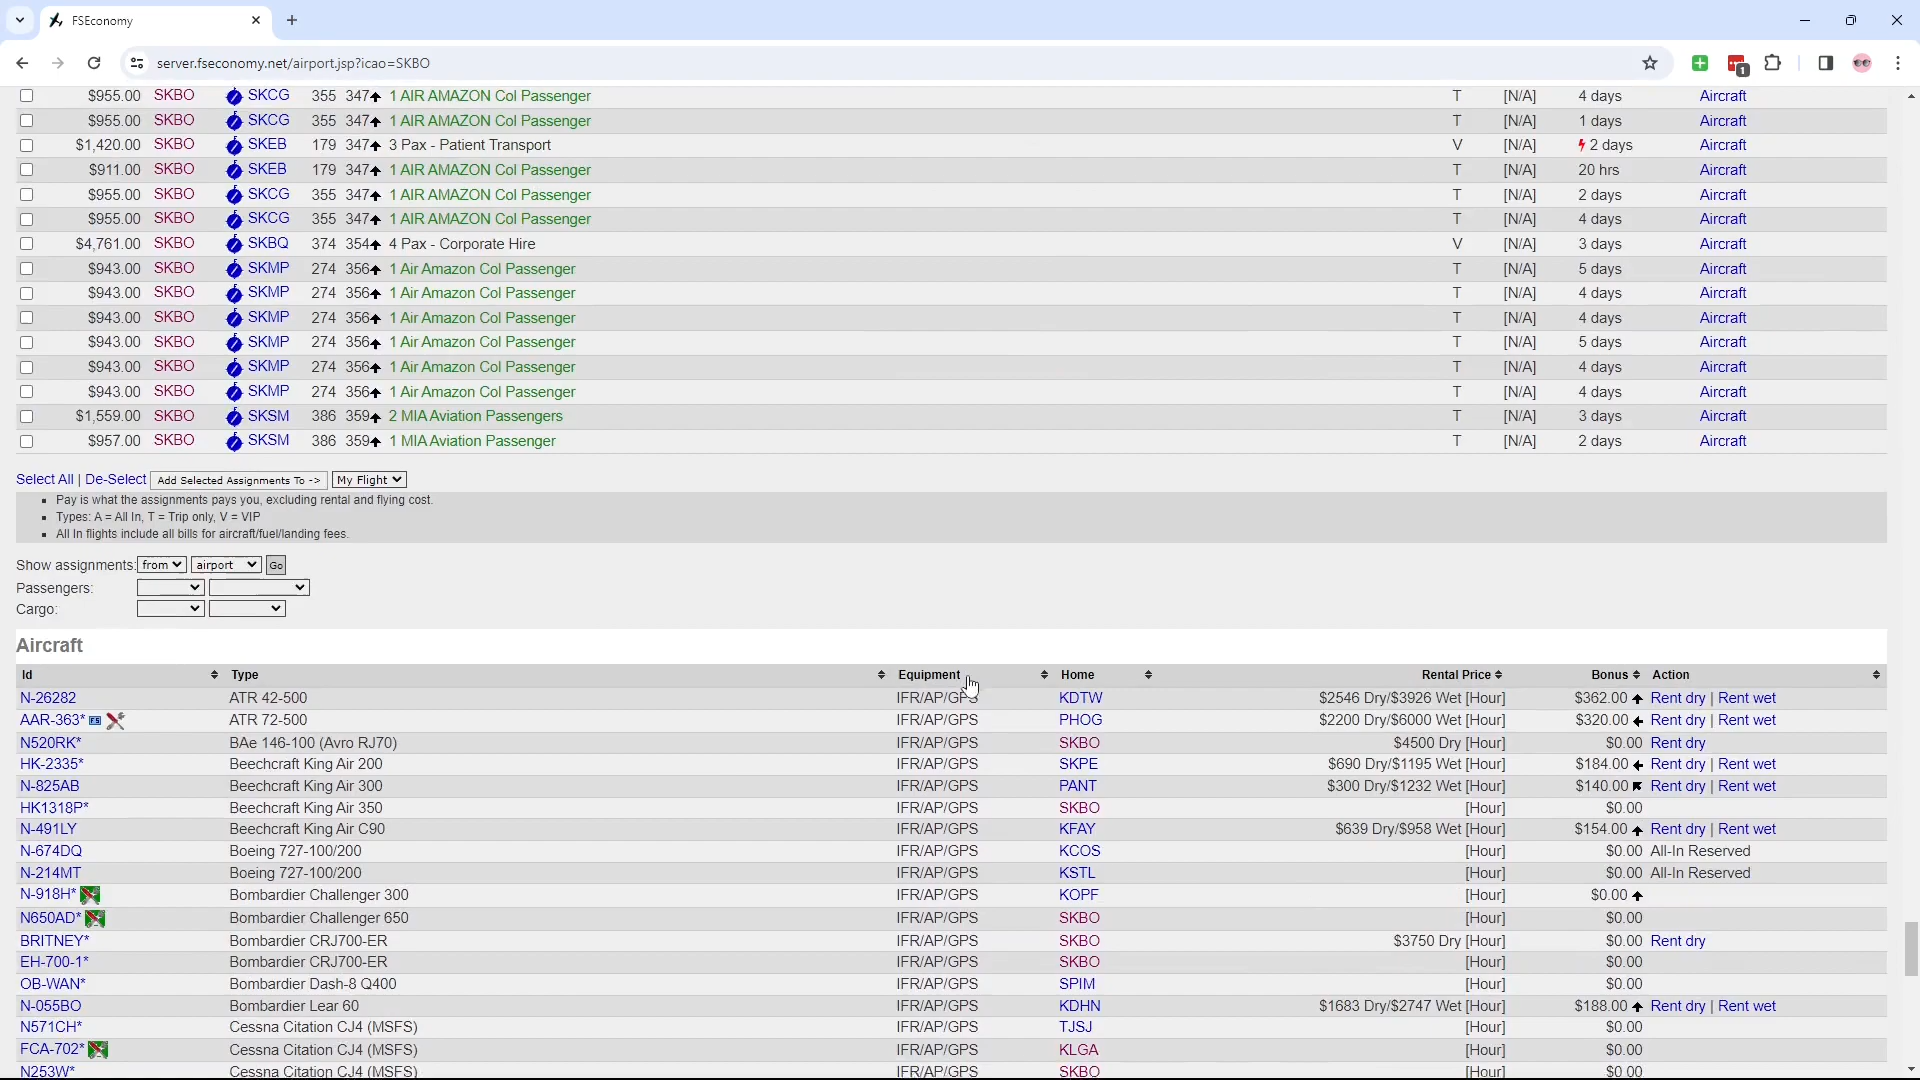 FSEconomy
server.fseconomy.net/airport.jsp?icao=SKBO
1
$955.00 SKBO SKCG 355 347 1 AIR AMAZON Col Passenger T [N/A] 4 days Aircraft
$955.00 SKBO SKCG 355 347 1 AIR AMAZON Col Passenger T [N/A] 1 days Aircraft
$1,420.00 SKBO SKEB 179 347 3 Pax - Patient Transport V [N/A] 2 days Aircraft
$911.00 SKBO SKEB 179 347 1 AIR AMAZON Col Passenger T [N/A] 20 hrs Aircraft
$955.00 SKBO SKCG 355 347 1 AIR AMAZON Col Passenger T [N/A] 2 days Aircraft
$955.00 SKBO SKCG 355 347 1 AIR AMAZON Col Passenger T [N/A] 4 days Aircraft
$4,761.00 SKBO SKBQ 374 354 4 Pax - Corporate Hire V [N/A] 3 days Aircraft
$943.00 SKBO SKMP 274 356 1 Air Amazon Col Passenger T [N/A] 5 days Aircraft
$943.00 SKBO SKMP 274 356 1 Air Amazon Col Passenger T [N/A] 4 days Aircraft
$943.00 SKBO SKMP 274 356 1 Air Amazon Col Passenger T [N/A] 4 days Aircraft
$943.00 SKBO SKMP 274 356 1 Air Amazon Col Passenger T [N/A] 5 days Aircraft
$943.00 SKBO SKMP 274 356 1 Air Amazon Col Passenger T [N/A] 4 days Aircraft
$943.00 SKBO SKMP 274 356 1 Air Amazon Col Passenger T [N/A] 4 days Aircraft
$1,559.00 SKBO SKSM 386 359 2 MIA Aviation Passengers T [N/A] 3 days Aircraft
$957.00 SKBO SKSM 386 359 1 MIA Aviation Passenger T [N/A] 2 days Aircraft
Select All | De-Select Add Selected Assignments To -> My Flight
Pay is what the assignments pays you, excluding rental and flying cost.
Types: A = All In, T = Trip only, V = VIP
All In flights include all bills for aircraft/fuel/landing fees.
Show assignments: from airport Go
Passengers:
Cargo:
Aircraft
Id Type Equipment Home Rental Price Bonus Action
N-26282 ATR 42-500 IFR/AP/GPS KDTW $2546 Dry/$3926 Wet [Hour] $362.00 Rent dry | Rent wet
AAR-363* ATR 72-500 IFR/AP/GPS PHOG $2200 Dry/$6000 Wet [Hour] $320.00 Rent dry | Rent wet
N520RK* BAe 146-100 (Avro RJ70) IFR/AP/GPS SKBO $4500 Dry [Hour] $0.00 Rent dry
HK-2335* Beechcraft King Air 200 IFR/AP/GPS SKPE $690 Dry/$1195 Wet [Hour] $184.00 Rent dry | Rent wet
N-825AB Beechcraft King Air 300 IFR/AP/GPS PANT $300 Dry/$1232 Wet [Hour] $140.00 Rent dry | Rent wet
HK1318P* Beechcraft King Air 350 IFR/AP/GPS SKBO [Hour] $0.00
N-491LY Beechcraft King Air C90 IFR/AP/GPS KFAY $639 Dry/$958 Wet [Hour] $154.00 Rent dry | Rent wet
N-674DQ Boeing 727-100/200 IFR/AP/GPS KCOS [Hour] $0.00 All-In Reserved
N-214MT Boeing 727-100/200 IFR/AP/GPS KSTL [Hour] $0.00 All-In Reserved
N-918H* Bombardier Challenger 300 IFR/AP/GPS KOPF [Hour] $0.00
N650AD* Bombardier Challenger 650 IFR/AP/GPS SKBO [Hour] $0.00
BRITNEY* Bombardier CRJ700-ER IFR/AP/GPS SKBO $3750 Dry [Hour] $0.00 Rent dry
EH-700-1* Bombardier CRJ700-ER IFR/AP/GPS SKBO [Hour] $0.00
OB-WAN* Bombardier Dash-8 Q400 IFR/AP/GPS SPIM [Hour] $0.00
N-055BO Bombardier Lear 60 IFR/AP/GPS KDHN $1683 Dry/$2747 Wet [Hour] $188.00 Rent dry | Rent wet
N571CH* Cessna Citation CJ4 (MSFS) IFR/AP/GPS TJSJ [Hour] $0.00
FCA-702* Cessna Citation CJ4 (MSFS) IFR/AP/GPS KLGA [Hour] $0.00
N253W* Cessna Citation CJ4 (MSFS) IFR/AP/GPS SKBO [Hour] $0.00